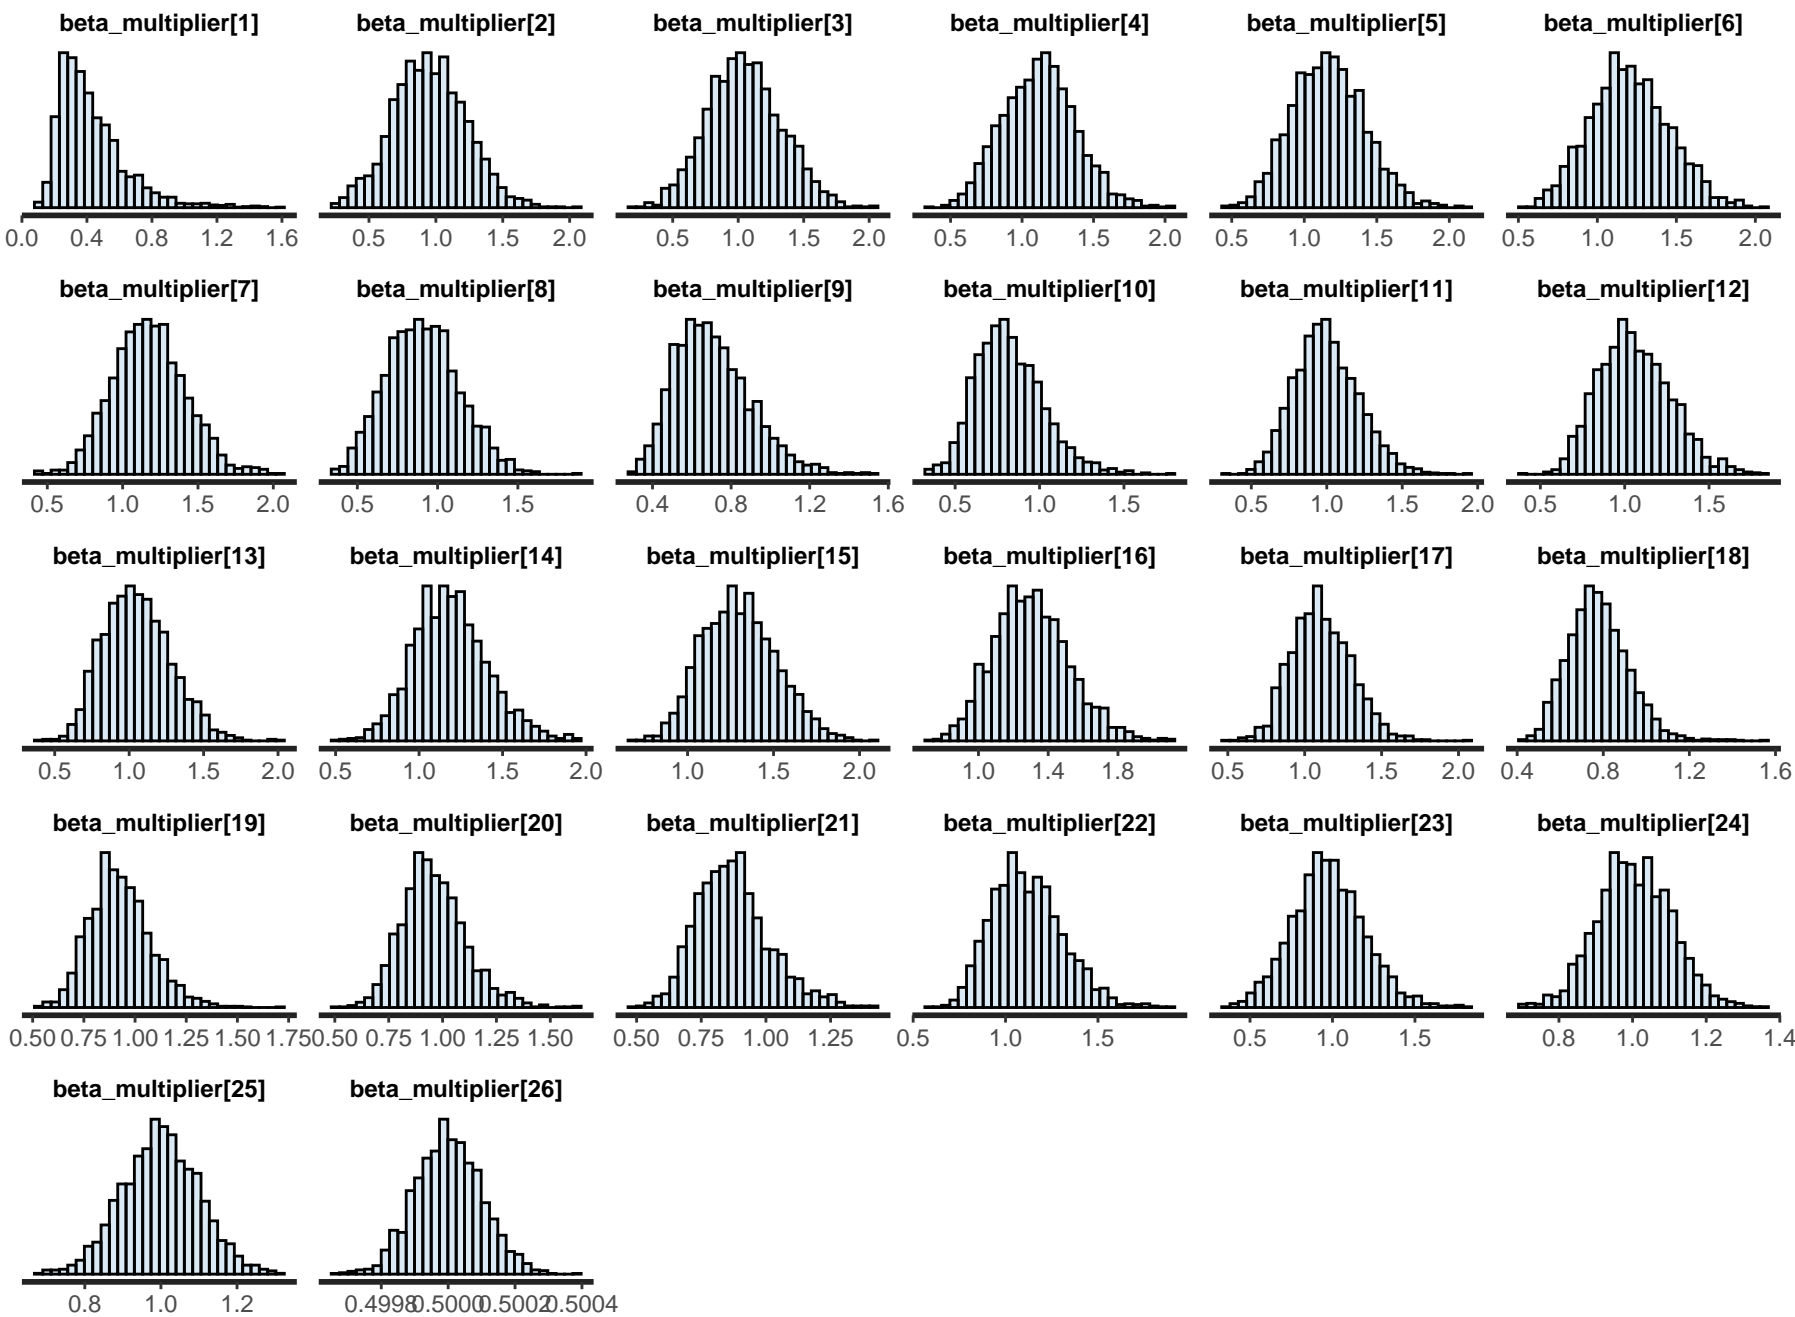 beta_multiplier[1] beta_multiplier[2] beta_multiplier[3] beta_multiplier[4] beta_multiplier[5] beta_multiplier[6]
0.0 0.4 0.8 1.2 1.6 0.5 1.0 1.5 2.0 0.5 1.0 1.5 2.0 0.5 1.0 1.5 2.0 0.5 1.0 1.5 2.0 0.5 1.0 1.5 2.0
beta_multiplier[7] beta_multiplier[8] beta_multiplier[9] beta_multiplier[10] beta_multiplier[11] beta_multiplier[12]
0.5 1.0 1.5 2.0 0.5 1.0 1.5 0.4 0.8 1.2 1.6 0.5 1.0 1.5 0.5 1.0 1.5 2.0 0.5 1.0 1.5
beta_multiplier[13] beta_multiplier[14] beta_multiplier[15] beta_multiplier[16] beta_multiplier[17] beta_multiplier[18]
0.5 1.0 1.5 2.0 0.5 1.0 1.5 2.0 1.0 1.5 2.0 1.0 1.4 1.8 0.5 1.0 1.5 2.0 0.4 0.8 1.2 1.6
beta_multiplier[19] beta_multiplier[20] beta_multiplier[21] beta_multiplier[22] beta_multiplier[23] beta_multiplier[24]
0.50 0.75 1.00 1.25 1.50 1.75 0.50 0.75 1.00 1.25 1.50 0.50 0.75 1.00 1.25 0.5 1.0 1.5 0.5 1.0 1.5 0.8 1.0 1.2 1.4
beta_multiplier[25] beta_multiplier[26]
0.8 1.0 1.2 0.4998 0.5000 0.5002 0.5004